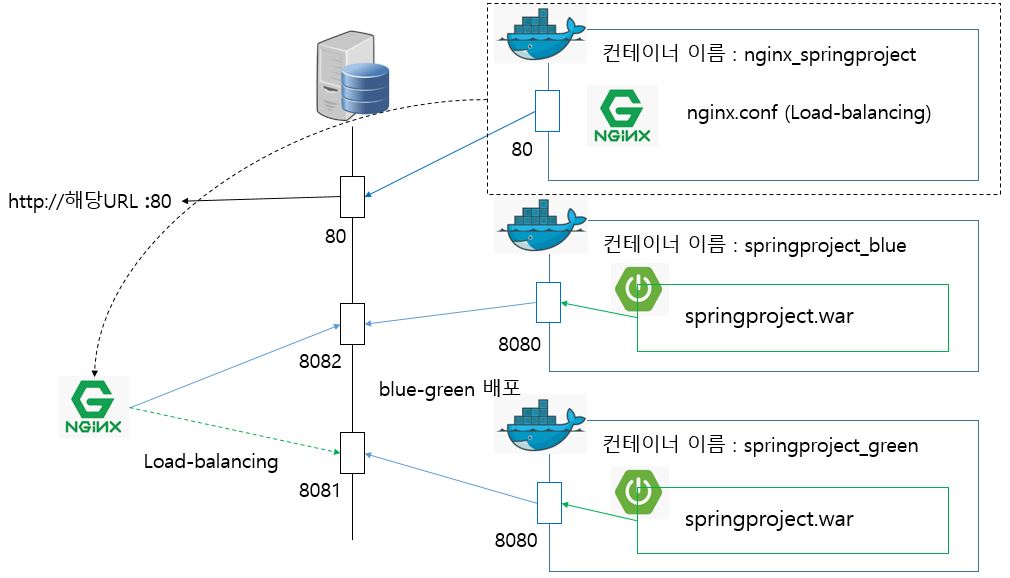 컨테이너 이름 : nginx_springproject
NGINX
nginx.conf (Load-balancing)
80
http://해당URL :80
80
컨테이너 이름 : springproject_blue
springproject.war
8080
8082
blue-green 배포
NGINX
컨테이너 이름 : springproject_green
Load-balancing
8081
springproject.war
8080